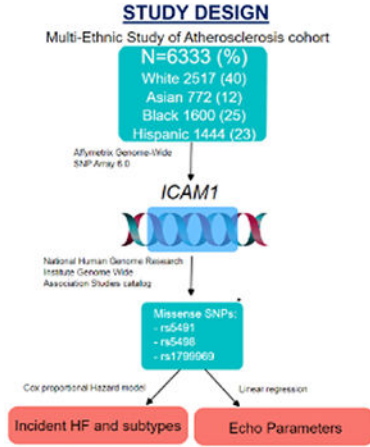 STUDY DESIGN
Multi-Ethnic Study of Atherosclerosis cohort
N=6333 (%)
White 2517 (40)
Asian 772 (12)
Black 1600 (25)
Hispanic 1444 (23)
Affymetrix Genome-Wide
SNP Array 6.0
ICAM1
National Human Genome Research
Institute Genome Wide
Association Studies catalog
Missense SNPs:
- rs5491
- rs5498
- rs1799969
Cox proportional Hazard model
Linear regression
Incident HF and subtypes
Echo Parameters